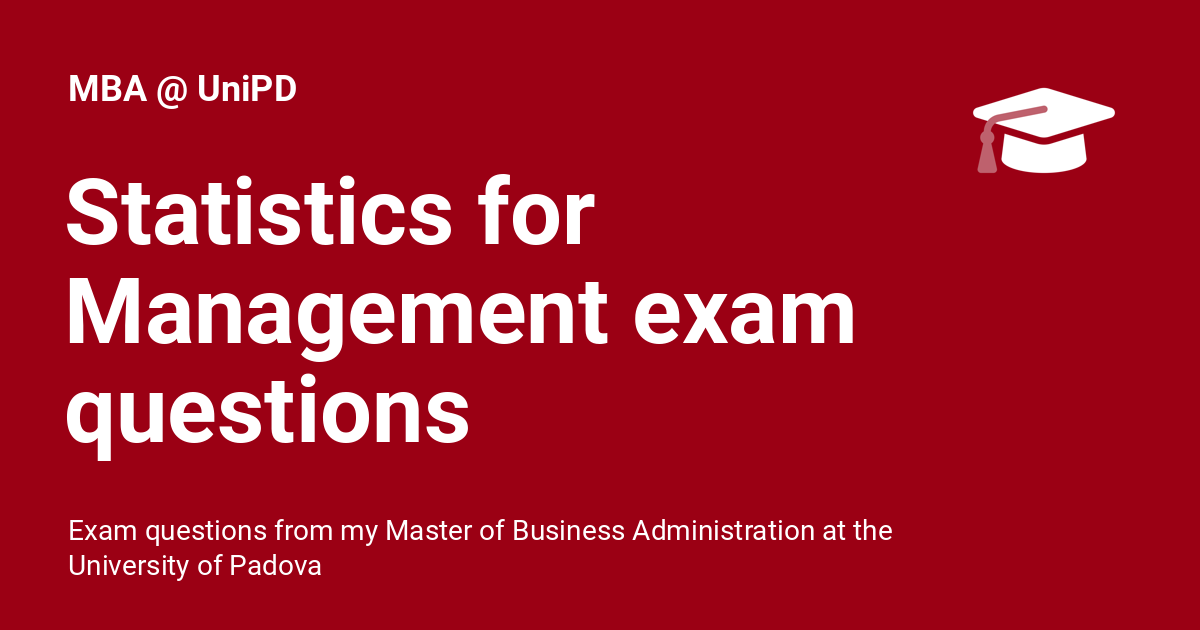 MBA @ UniPD
Statistics for
Management exam
questions
Exam questions from my Master of Business Administration at the
University of Padova